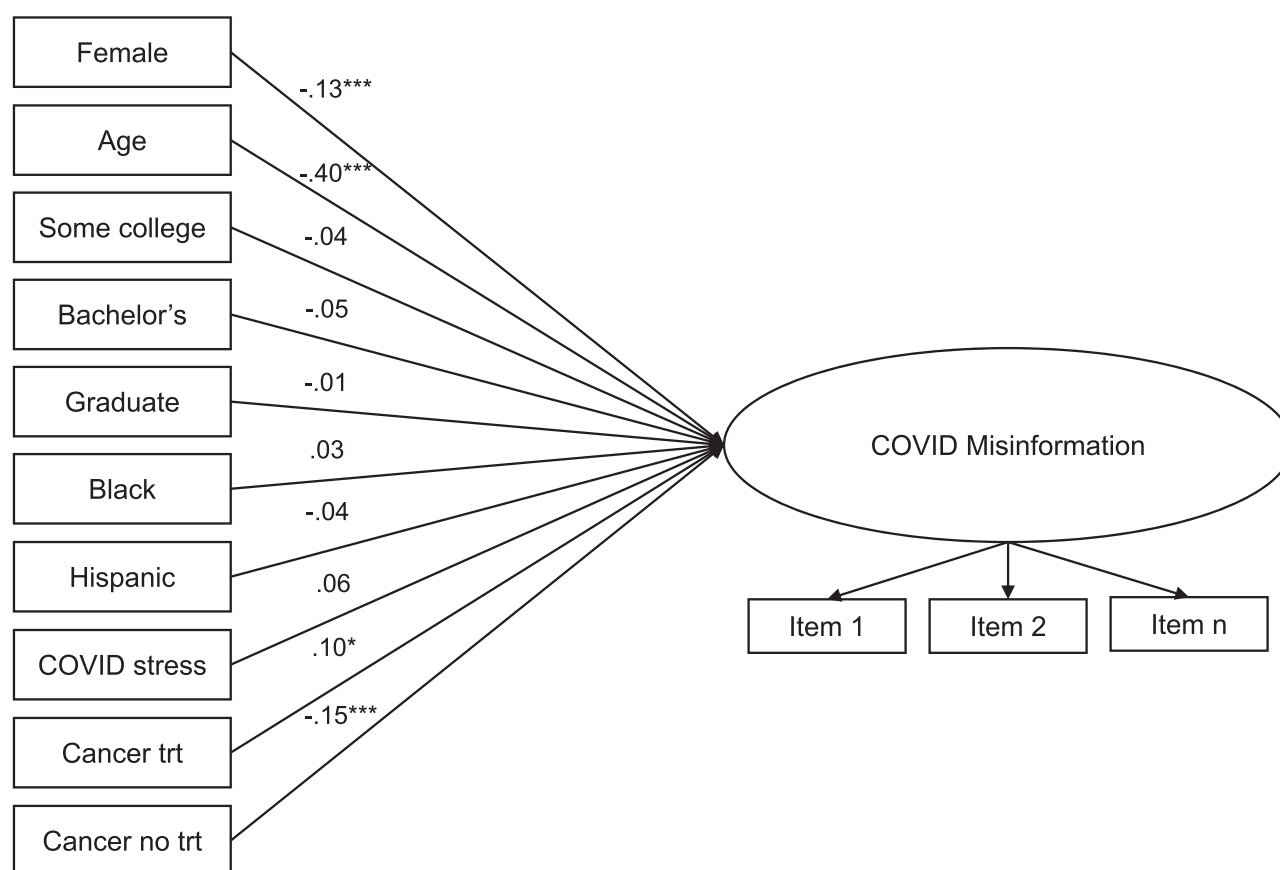 Female
-.13***
Age
-.40***
Some college
-.04
Bachelor’s
-.05
Graduate
-.01
Black
.03
Hispanic
-.04
COVID stress
.06
Cancer trt
.10*
Cancer no trt
-.15***
COVID Misinformation
Item 1
Item 2
Item n